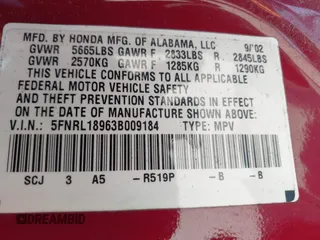 MFD. BY HONDA MFG. OF ALABAMA, LLC 9/'02
GVWR 5665LBS GAWR F 2833LBS R 2845LBS
GVWR 2570KG GAWR F 1285KG R 1290KG
THIS VEHICLE CONFORMS TO ALL APPLICABLE
FEDERAL MOTOR VEHICLE SAFETY
AND THEFT PREVENTION STANDARDS IN EFFECT
ON THE DATE OF MANUFACTURE SHOWN ABOVE:
V.I.N.: 5FNRL18963B009184 TYPE: MPV
SCJ 3 A5 -R519P -B -B
©DREAMBID